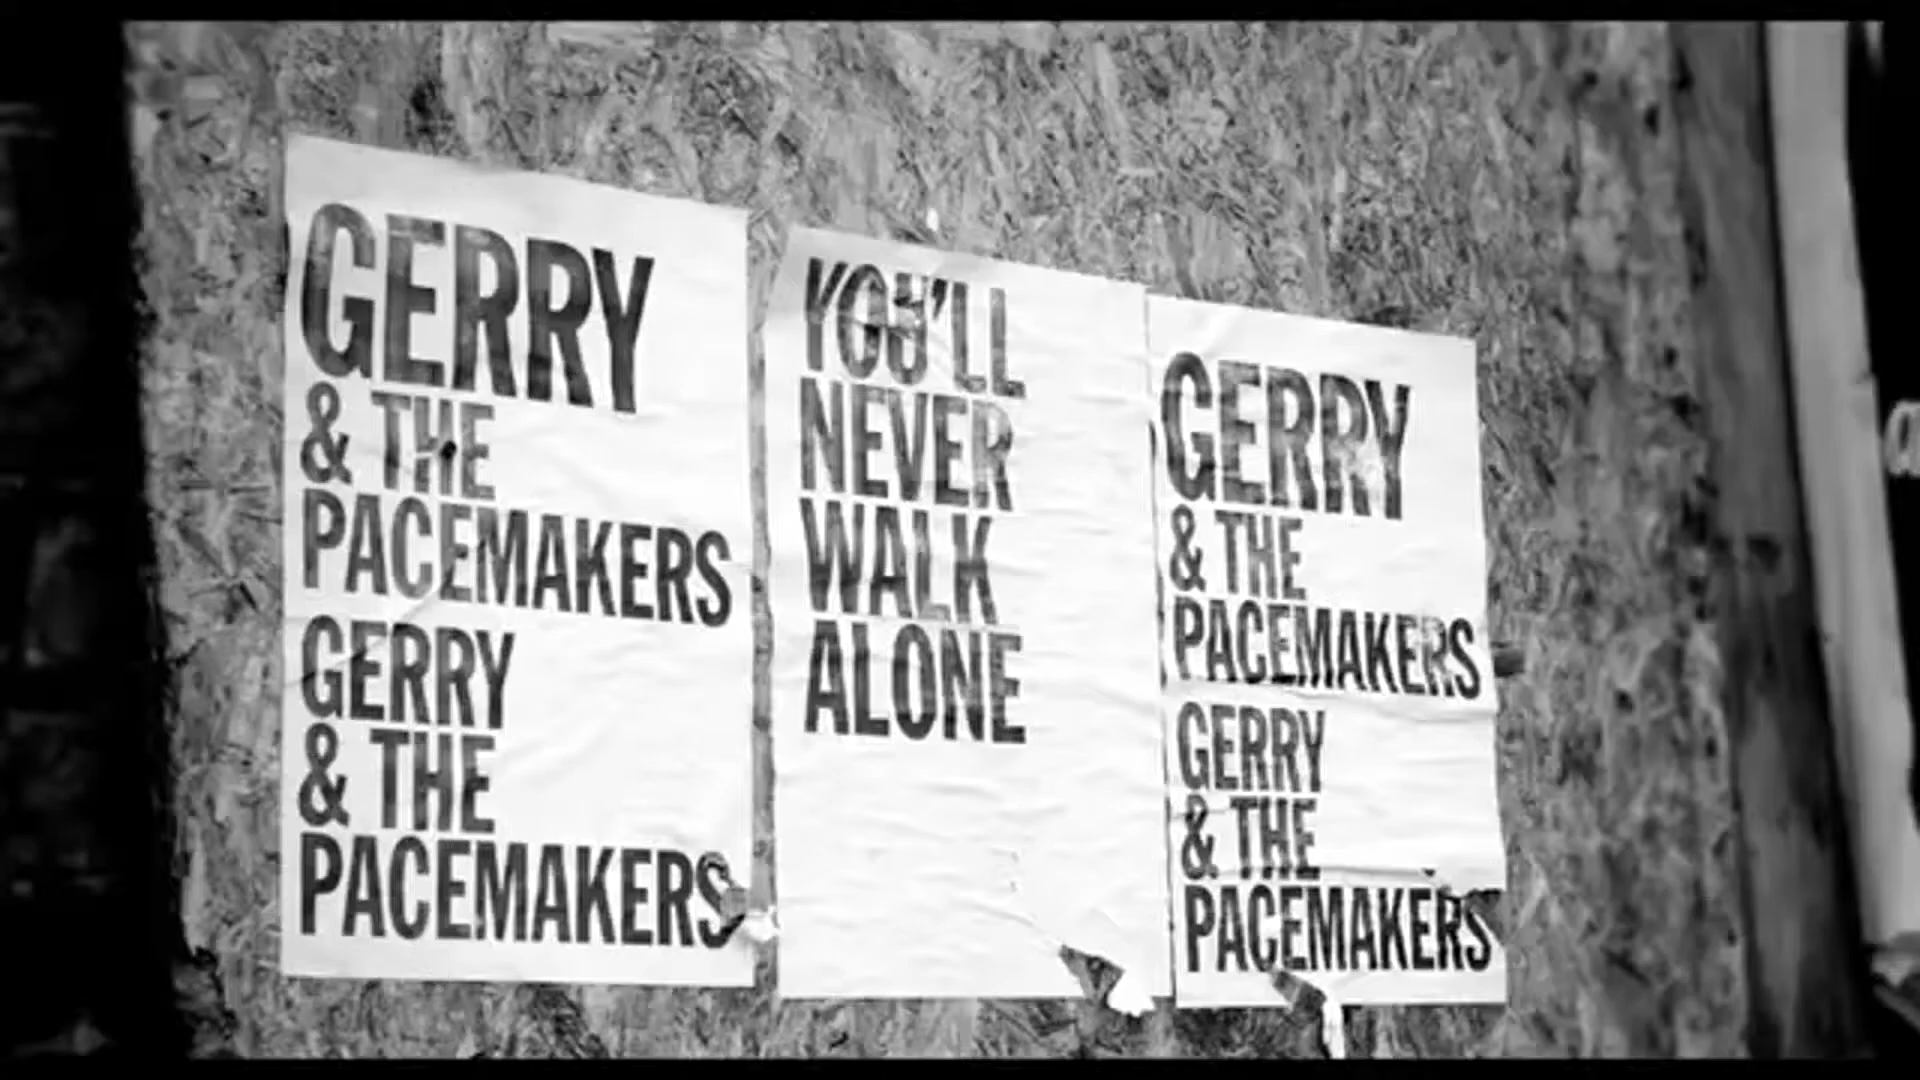 GERRY
& THE
PACEMAKERS
GERRY
& THE
PACEMAKERS
YOU'LL
NEVER
WALK
ALONE
GERRY
& THE
PACEMAKERS
GERRY
& THE
PACEMAKERS